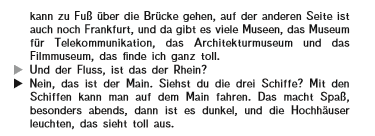 kann zu Fuß über die Brücke gehen, auf der anderen Seite ist
auch noch Frankfurt, und da gibt es viele Museen, das Museum
für Telekommunikation, das Architekturmuseum und das
Filmmuseum, das finde ich ganz toll.
Und der Fluss, ist das der Rhein?
Nein, das ist der Main. Siehst du die drei Schiffe? Mit den
Schiffen kann man auf dem Main fahren. Das macht Spaß,
besonders abends, dann ist es dunkel, und die Hochhäuser
leuchten, das sieht toll aus.